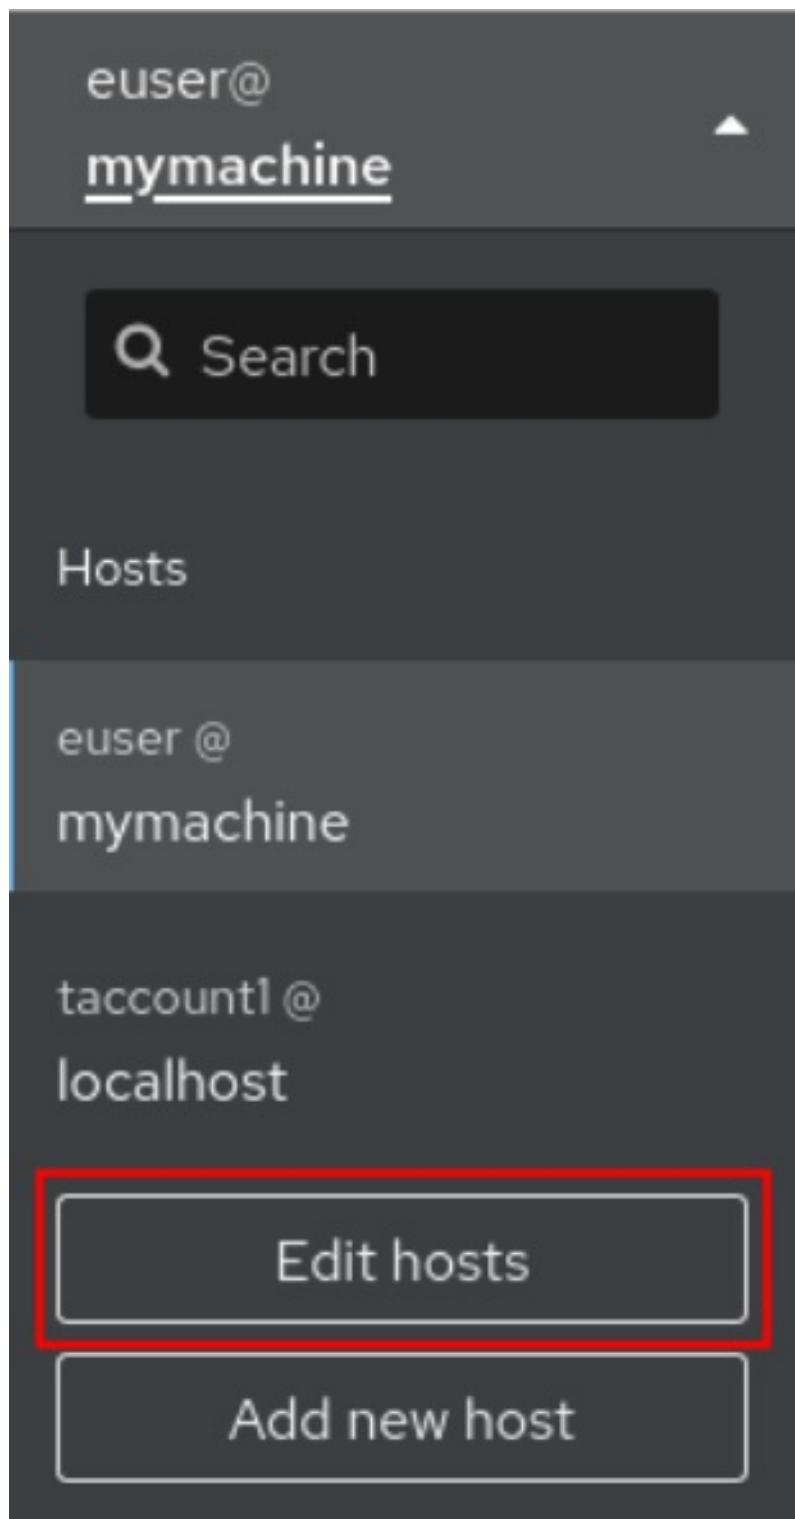 euser@
mymachine
Search
Hosts
euser @
mymachine
taccount1 @
localhost
Edit hosts
Add new host